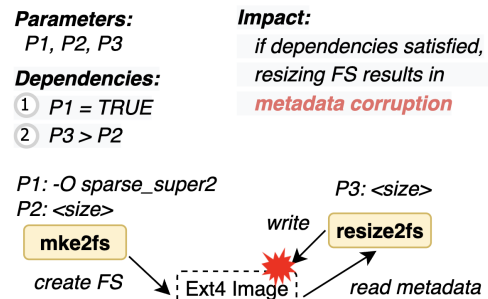 Parameters:
P1, P2, P3
Dependencies:
1 P1 = TRUE
2 P3 > P2
Impact:
if dependencies satisfied,
resizing FS results in
metadata corruption
P1: -O sparse_super2
P2: <size>
mke2fs
create FS
P3: <size>
write
resize2fs
Ext4 Image
read metadata